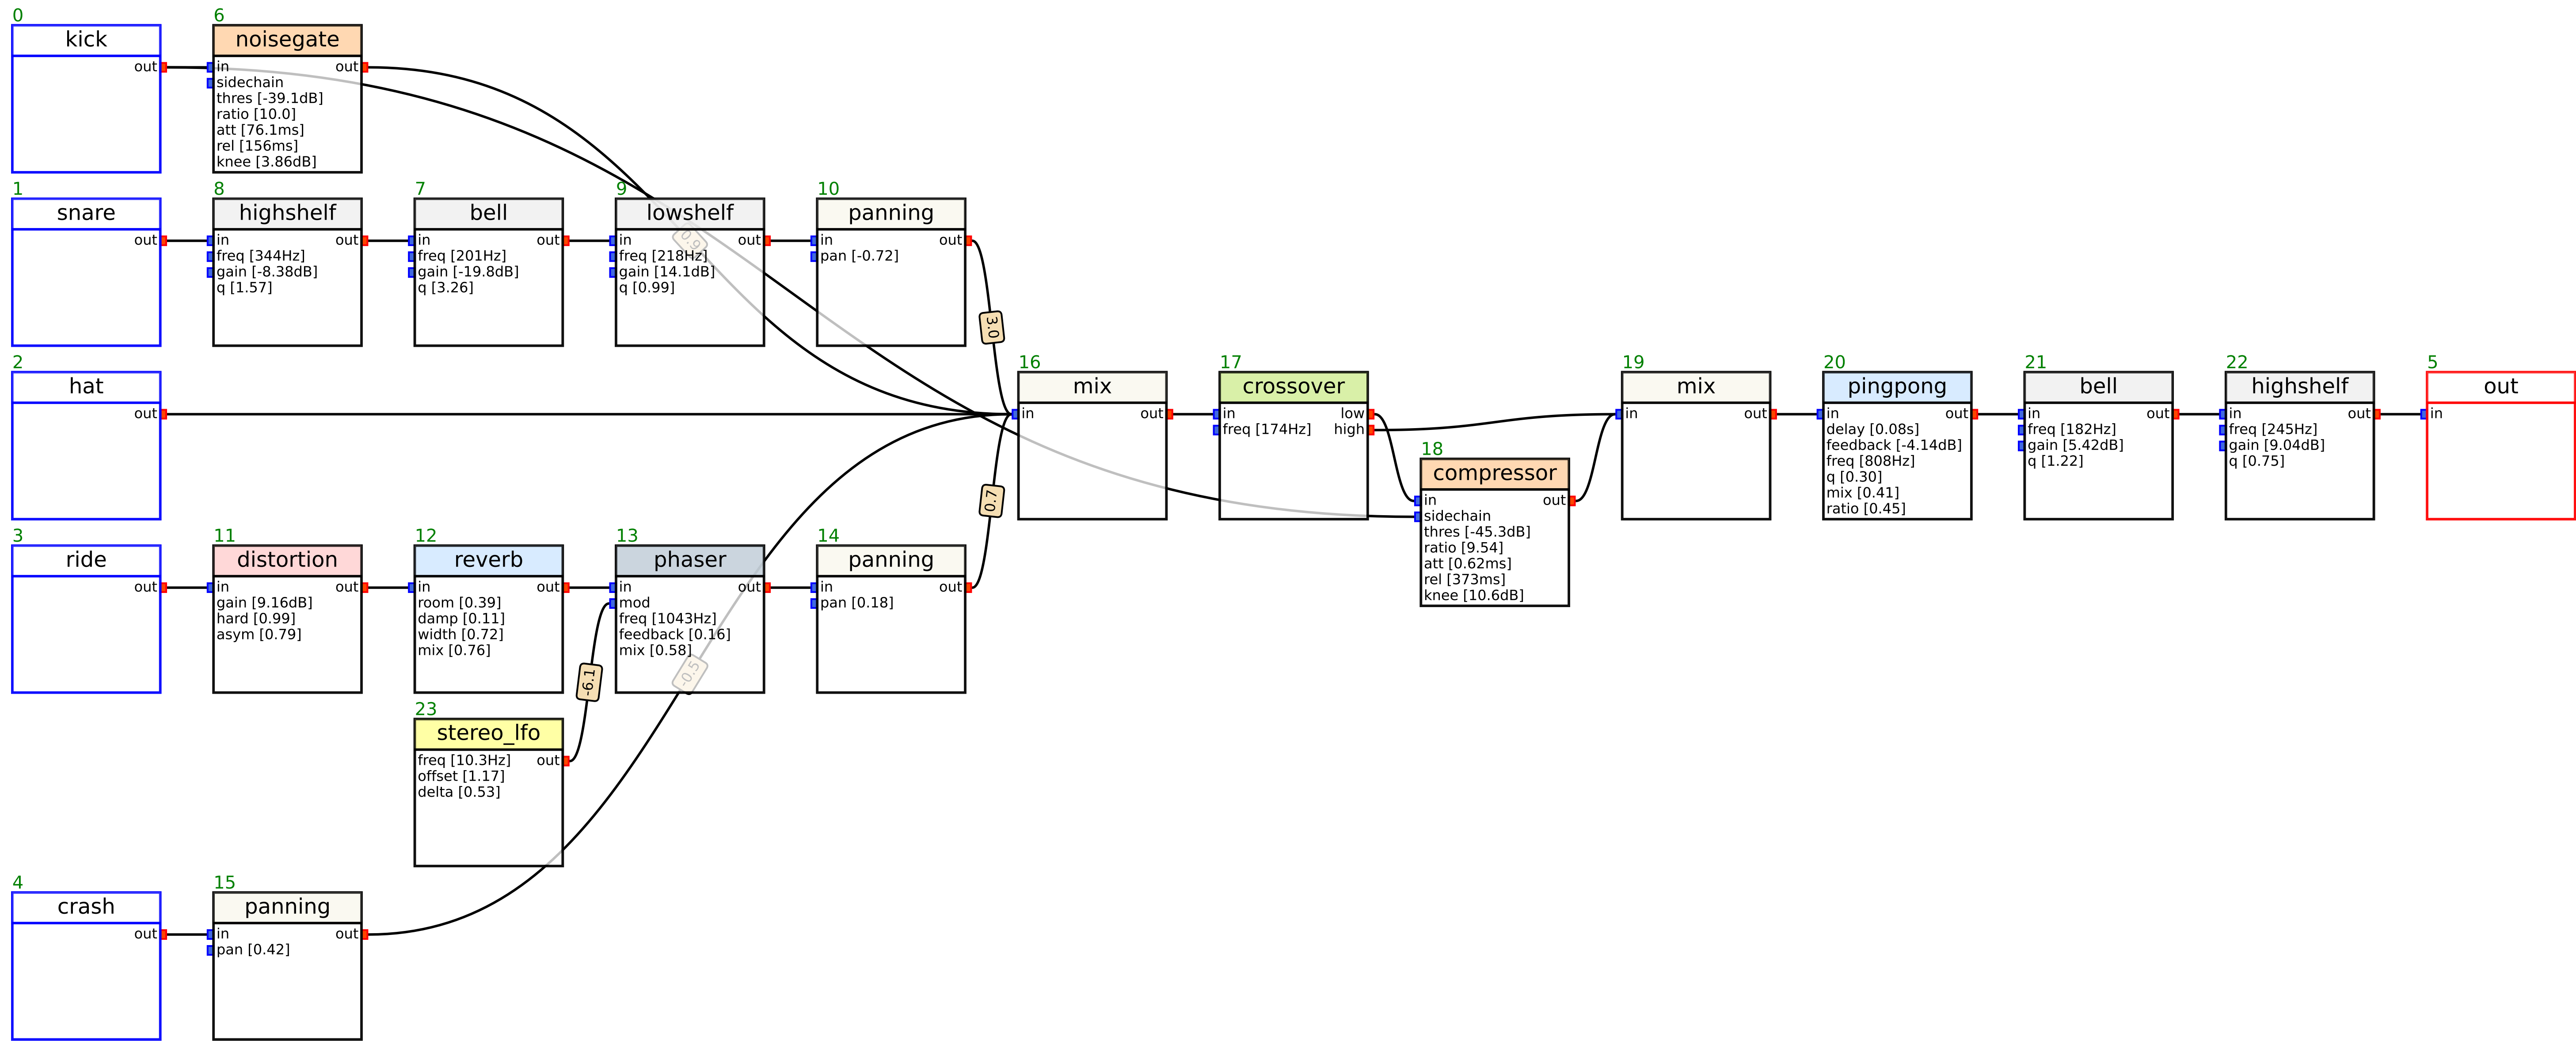 0
kick
out
6
noisegate
in out
sidechain
thres [-39.1dB]
ratio [10.0]
att [76.1ms]
rel [156ms]
knee [3.86dB]
1
snare
out
8
highshelf
in out
freq [344Hz]
gain [-8.38dB]
q [1.57]
7
bell
in out
freq [201Hz]
gain [-19.8dB]
q [3.26]
9
lowshelf
in out
freq [218Hz]
gain [14.1dB]
q [0.99]
0.9
10
panning
in out
pan [-0.72]
3.0
2
hat
out
16
mix
in out
17
crossover
in low
freq [174Hz] high
18
compressor
in out
sidechain
thres [-45.3dB]
ratio [9.54]
att [0.62ms]
rel [373ms]
knee [10.6dB]
19
mix
in out
20
pingpong
in out
delay [0.08s]
feedback [-4.14dB]
freq [808Hz]
q [0.30]
mix [0.41]
ratio [0.45]
21
bell
in out
freq [182Hz]
gain [5.42dB]
q [1.22]
22
highshelf
in out
freq [245Hz]
gain [9.04dB]
q [0.75]
5
out
in
3
ride
out
11
distortion
in out
gain [9.16dB]
hard [0.99]
asym [0.79]
12
reverb
in out
room [0.39]
damp [0.11]
width [0.72]
mix [0.76]
13
phaser
in out
mod
freq [1043Hz]
feedback [0.16]
mix [0.58]
-0.5
14
panning
in out
pan [0.18]
0.7
-6.1
23
stereo_lfo
freq [10.3Hz] out
offset [1.17]
delta [0.53]
4
crash
out
15
panning
in out
pan [0.42]